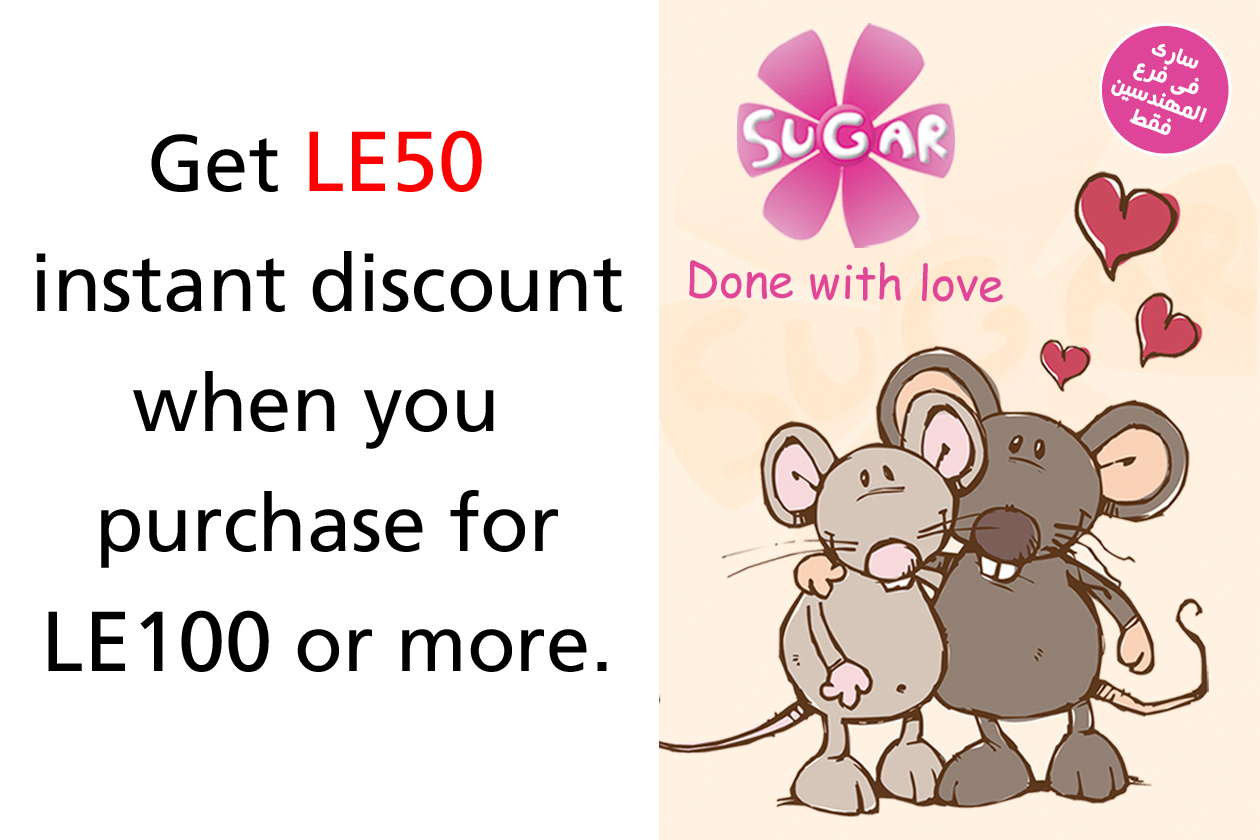 Get LE50
instant discount
when you
purchase for
LE100 or more.
SUGAR
Done with love
سارى
فى فرع
المهندسين
فقط
SUGAR